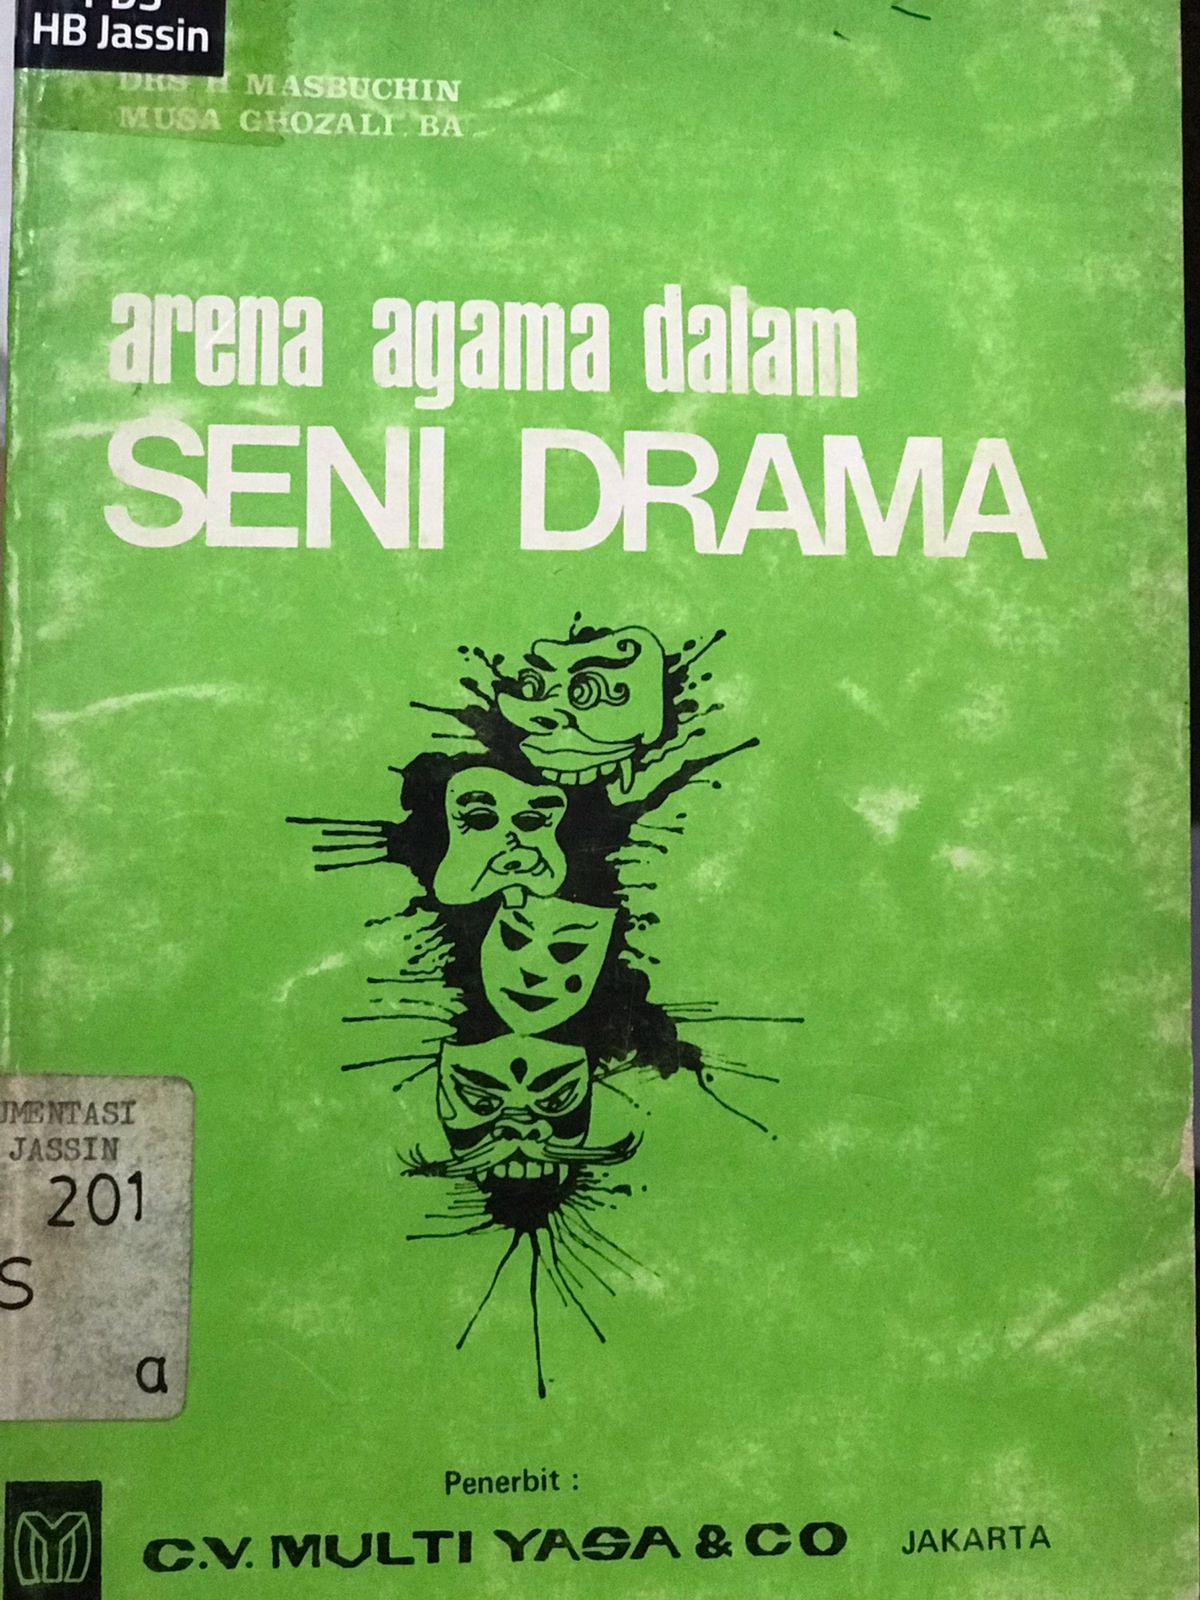 HB Jassin
DRS H MASBUCHIN
MUSA GHOZALI. BA
arena agama dalam
SENI DRAMA
UMENTASI
JASSIN
201
S
a
Penerbit :
C.V. MULTI YASA & CO JAKARTA